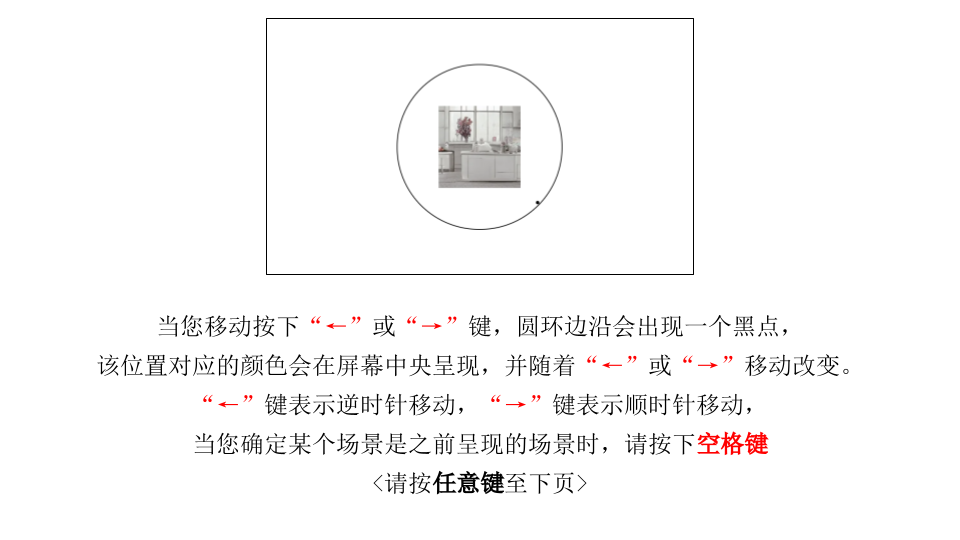 当您移动按下“←”或“→”键，圆环边沿会出现一个黑点，
该位置对应的颜色会在屏幕中央呈现，并随着“←”或“→”移动改变。
“←”键表示逆时针移动，“→”键表示顺时针移动，
当您确定某个场景是之前呈现的场景时，请按下空格键
<请按任意键至下页>